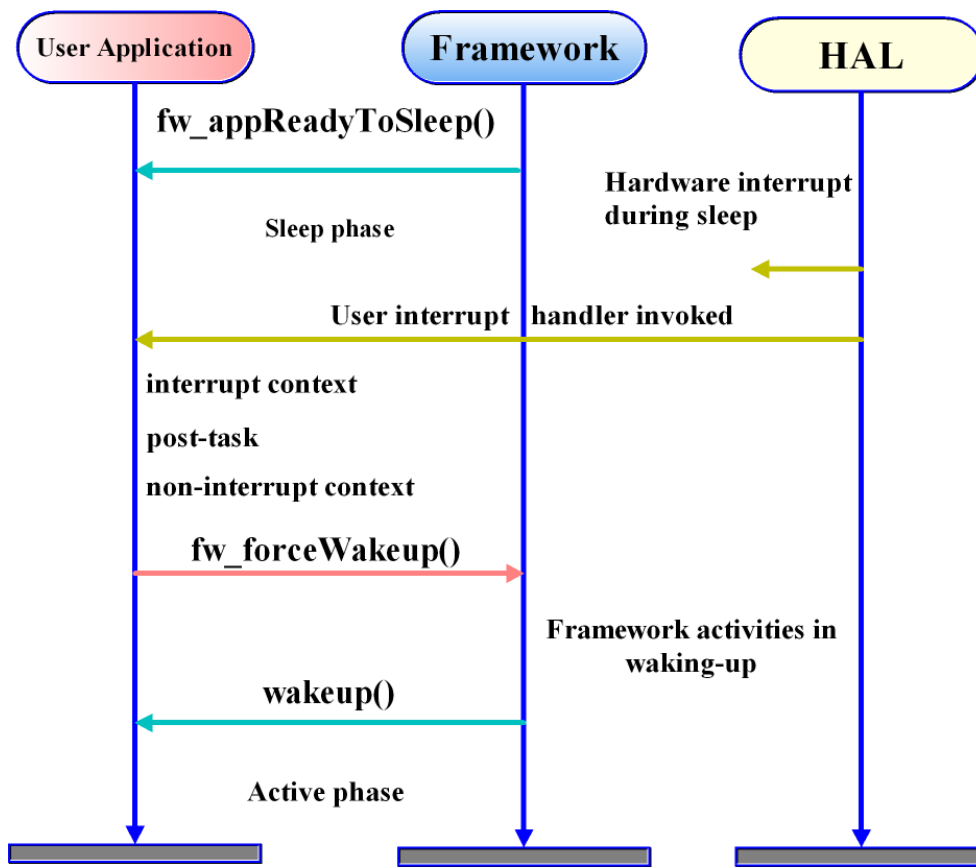 User Application
Framework
HAL
fw_appReadyToSleep()
Hardware interrupt
during sleep
Sleep phase
User interrupt handler invoked
interrupt context
post-task
non-interrupt context
fw_forceWakeup()
Framework activities in
waking-up
wakeup()
Active phase